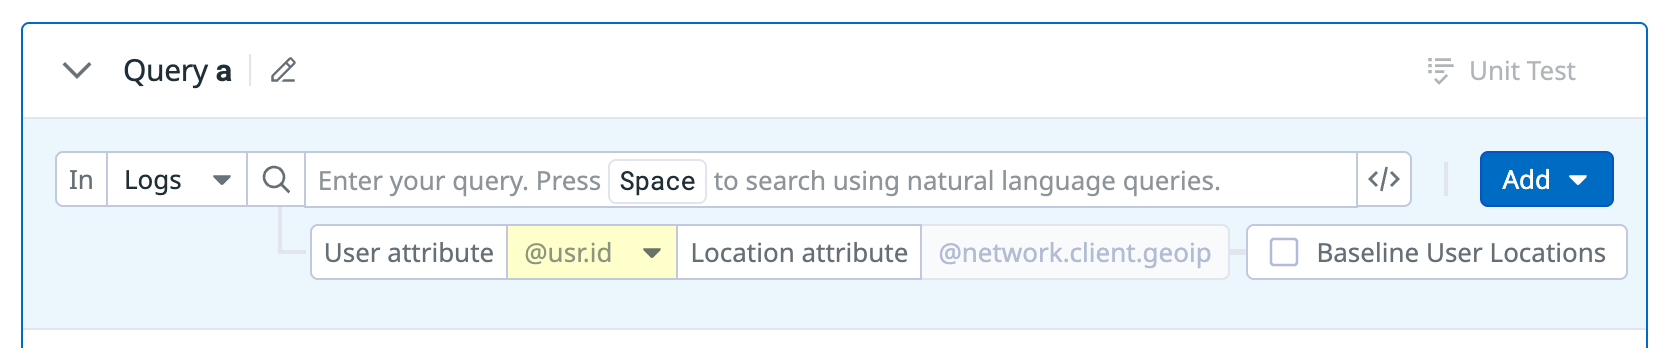 Query a
Unit Test
In Logs Enter your query. Press Space to search using natural language queries. </> Add
User attribute @usr.id Location attribute @network.client.geoip Baseline User Locations